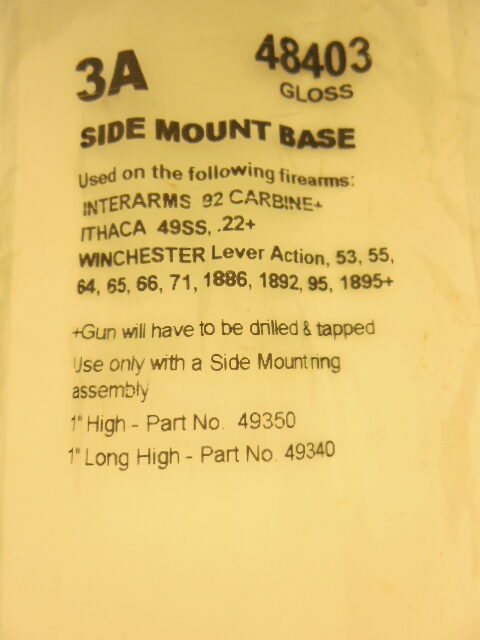 3A
48403
GLOSS
SIDE MOUNT BASE
Used on the following firearms:
INTERARMS 92 CARBINE+
ITHACA 49SS, .22+
WINCHESTER Lever Action, 53, 55,
64, 65, 66, 71, 1886, 1892, 95, 1895+
+Gun will have to be drilled & tapped
Use only with a Side Mount ring
assembly
1" High - Part No. 49350
1" Long High - Part No. 49340